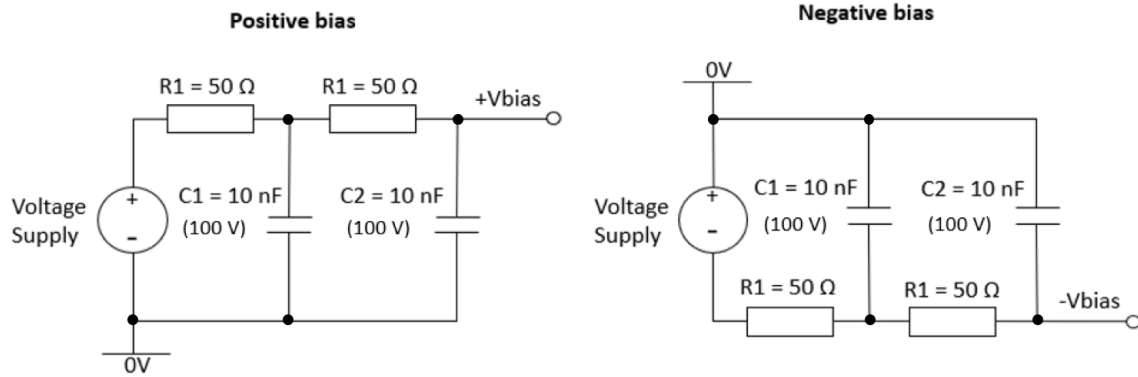 Positive bias
R1 = 50 Ω
R1 = 50 Ω
+Vbias
C1 = 10 nF
(100 V)
C2 = 10 nF
(100 V)
Voltage
Supply
+
-
0V
Negative bias
0V
C1 = 10 nF
(100 V)
C2 = 10 nF
(100 V)
Voltage
Supply
+
-
R1 = 50 Ω
R1 = 50 Ω
-Vbias